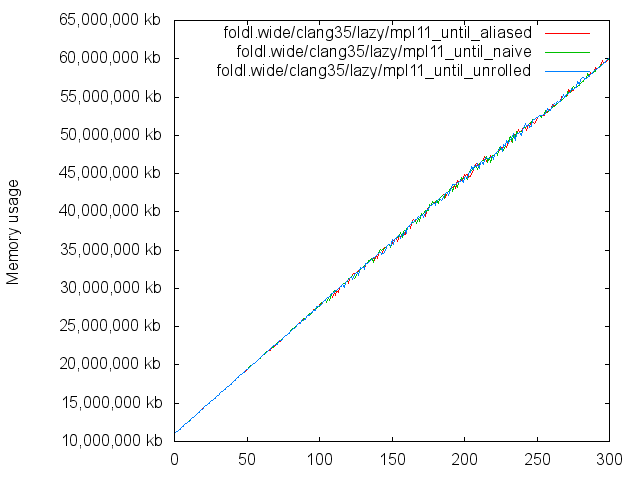 65,000,000 kb
foldl.wide/clang35/lazy/mpl11_until_aliased
foldl.wide/clang35/lazy/mpl11_until_naive
60,000,000 kb
foldl.wide/clang35/lazy/mpl11_until_unrolled
55,000,000 kb
50,000,000 kb
45,000,000 kb
40,000,000 kb
35,000,000 kb
30,000,000 kb
25,000,000 kb
20,000,000 kb
15,000,000 kb
10,000,000 kb
Memory usage
0 50 100 150 200 250 300